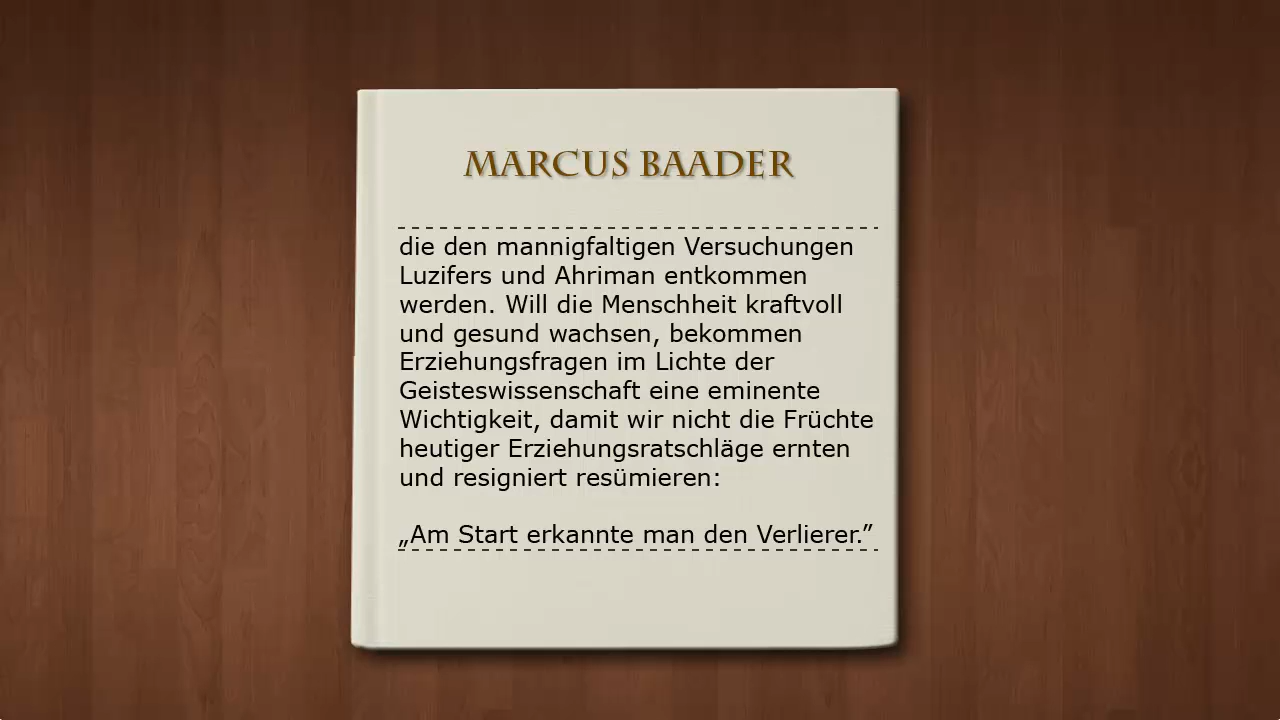 MARCUS BAADER
die den mannigfaltigen Versuchungen
Luzifers und Ahriman entkommen
werden. Will die Menschheit kraftvoll
und gesund wachsen, bekommen
Erziehungsfragen im Lichte der
Geisteswissenschaft eine eminente
Wichtigkeit, damit wir nicht die Früchte
heutiger Erziehungsratschläge ernten
und resigniert resümieren:
„Am Start erkannte man den Verlierer.”